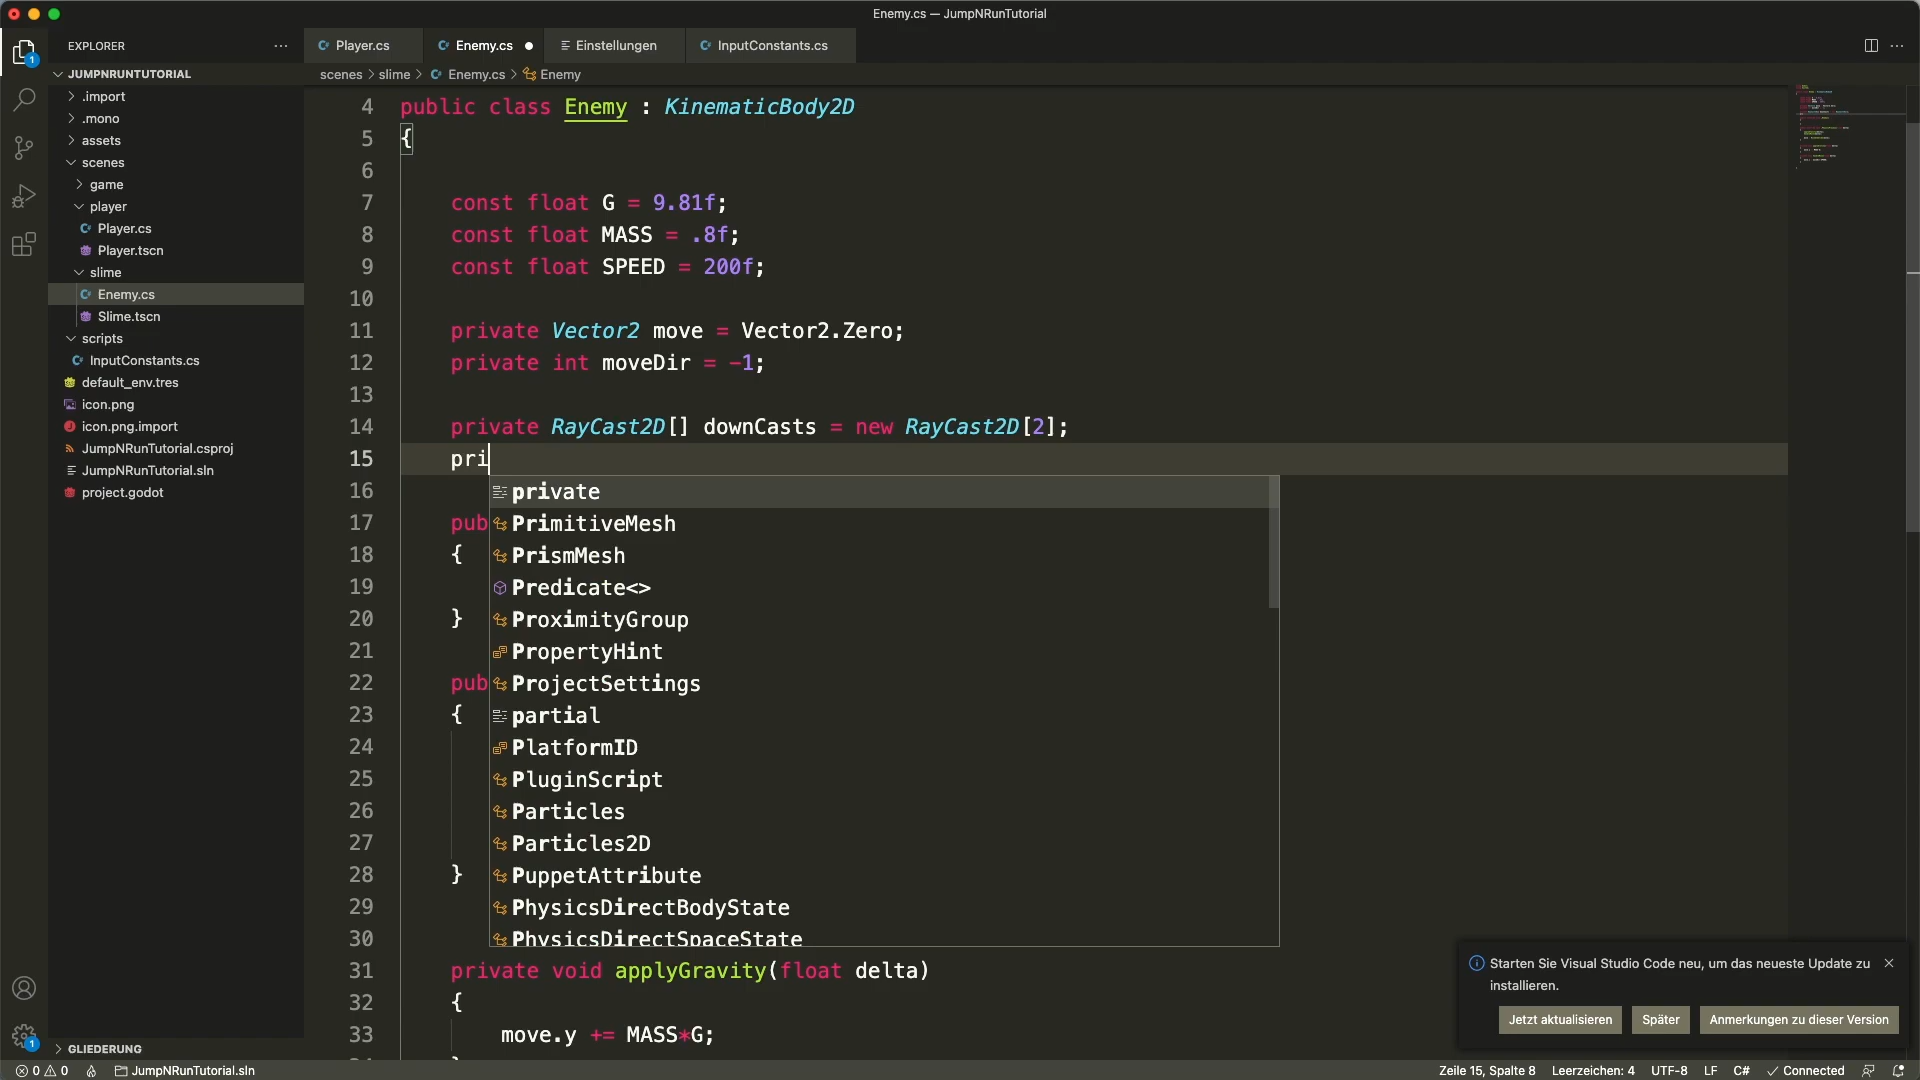 Enemy.cs — JumpNRunTutorial
EXPLORER
Player.cs
Enemy.cs
Einstellungen
InputConstants.cs
JUMPNRUNTUTORIAL
scenes > slime > Enemy.cs > Enemy
.import
.mono
assets
scenes
game
player
Player.cs
Player.tscn
slime
Enemy.cs
Slime.tscn
scripts
InputConstants.cs
default_env.tres
icon.png
icon.png.import
JumpNRunTutorial.csproj
JumpNRunTutorial.sln
project.godot
GLIEDERUNG
4 public class Enemy : KinematicBody2D
5 {
6
7 const float G = 9.81f;
8 const float MASS = .8f;
9 const float SPEED = 200f;
10
11 private Vector2 move = Vector2.Zero;
12 private int moveDir = -1;
13
14 private RayCast2D[] downCasts = new RayCast2D[2];
15 pri
16 private
17 pub PrimitiveMesh
18 { PrismMesh
19 Predicate<>
20 } ProximityGroup
21 PropertyHint
22 pub ProjectSettings
23 { partial
24 PlatformID
25 PluginScript
26 Particles
27 Particles2D
28 } PuppetAttribute
29 PhysicsDirectBodyState
30 PhysicsDirectSpaceState
31 private void applyGravity(float delta)
32 {
33 move.y += MASS*G;
Starten Sie Visual Studio Code neu, um das neueste Update zu
installieren.
Jetzt aktualisieren
Später
Anmerkungen zu dieser Version
1
1
0 0 JumpNRunTutorial.sln
Zeile 15, Spalte 8 Leerzeichen: 4 UTF-8 LF C# Connected